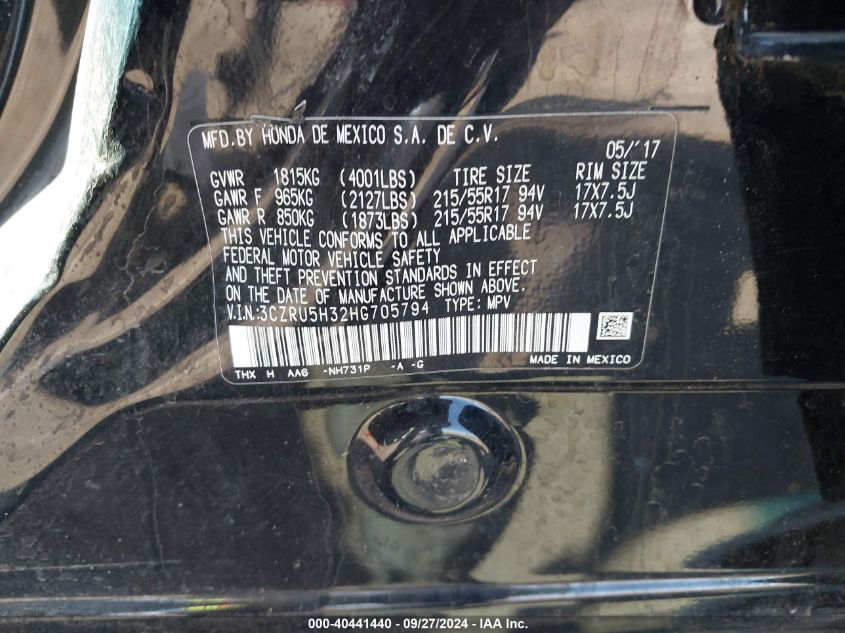 MFD.BY HONDA DE MEXICO S.A. DE C.V. 05/'17
GVWR 1815KG (4001LBS) TIRE SIZE RIM SIZE
GAWR F 965KG (2127LBS) 215/55R17 94V 17X7.5J
GAWR R 850KG (1873LBS) 215/55R17 94V 17X7.5J
THIS VEHICLE CONFORMS TO ALL APPLICABLE
FEDERAL MOTOR VEHICLE SAFETY
AND THEFT PREVENTION STANDARDS IN EFFECT
ON THE DATE OF MANUFACTURE SHOWN ABOVE.
V.I.N:3CZRU5H32HG705794 TYPE: MPV
THX H AA6 -NH731P -A -G MADE IN MEXICO
000-40441440 - 09/27/2024 - IAA Inc.